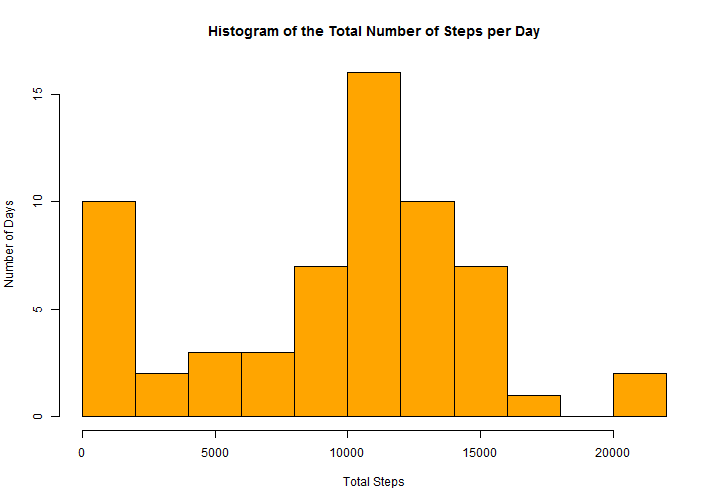 Histogram of the Total Number of Steps per Day
Number of Days
15
10
5
0
0 5000 10000 15000 20000
Total Steps